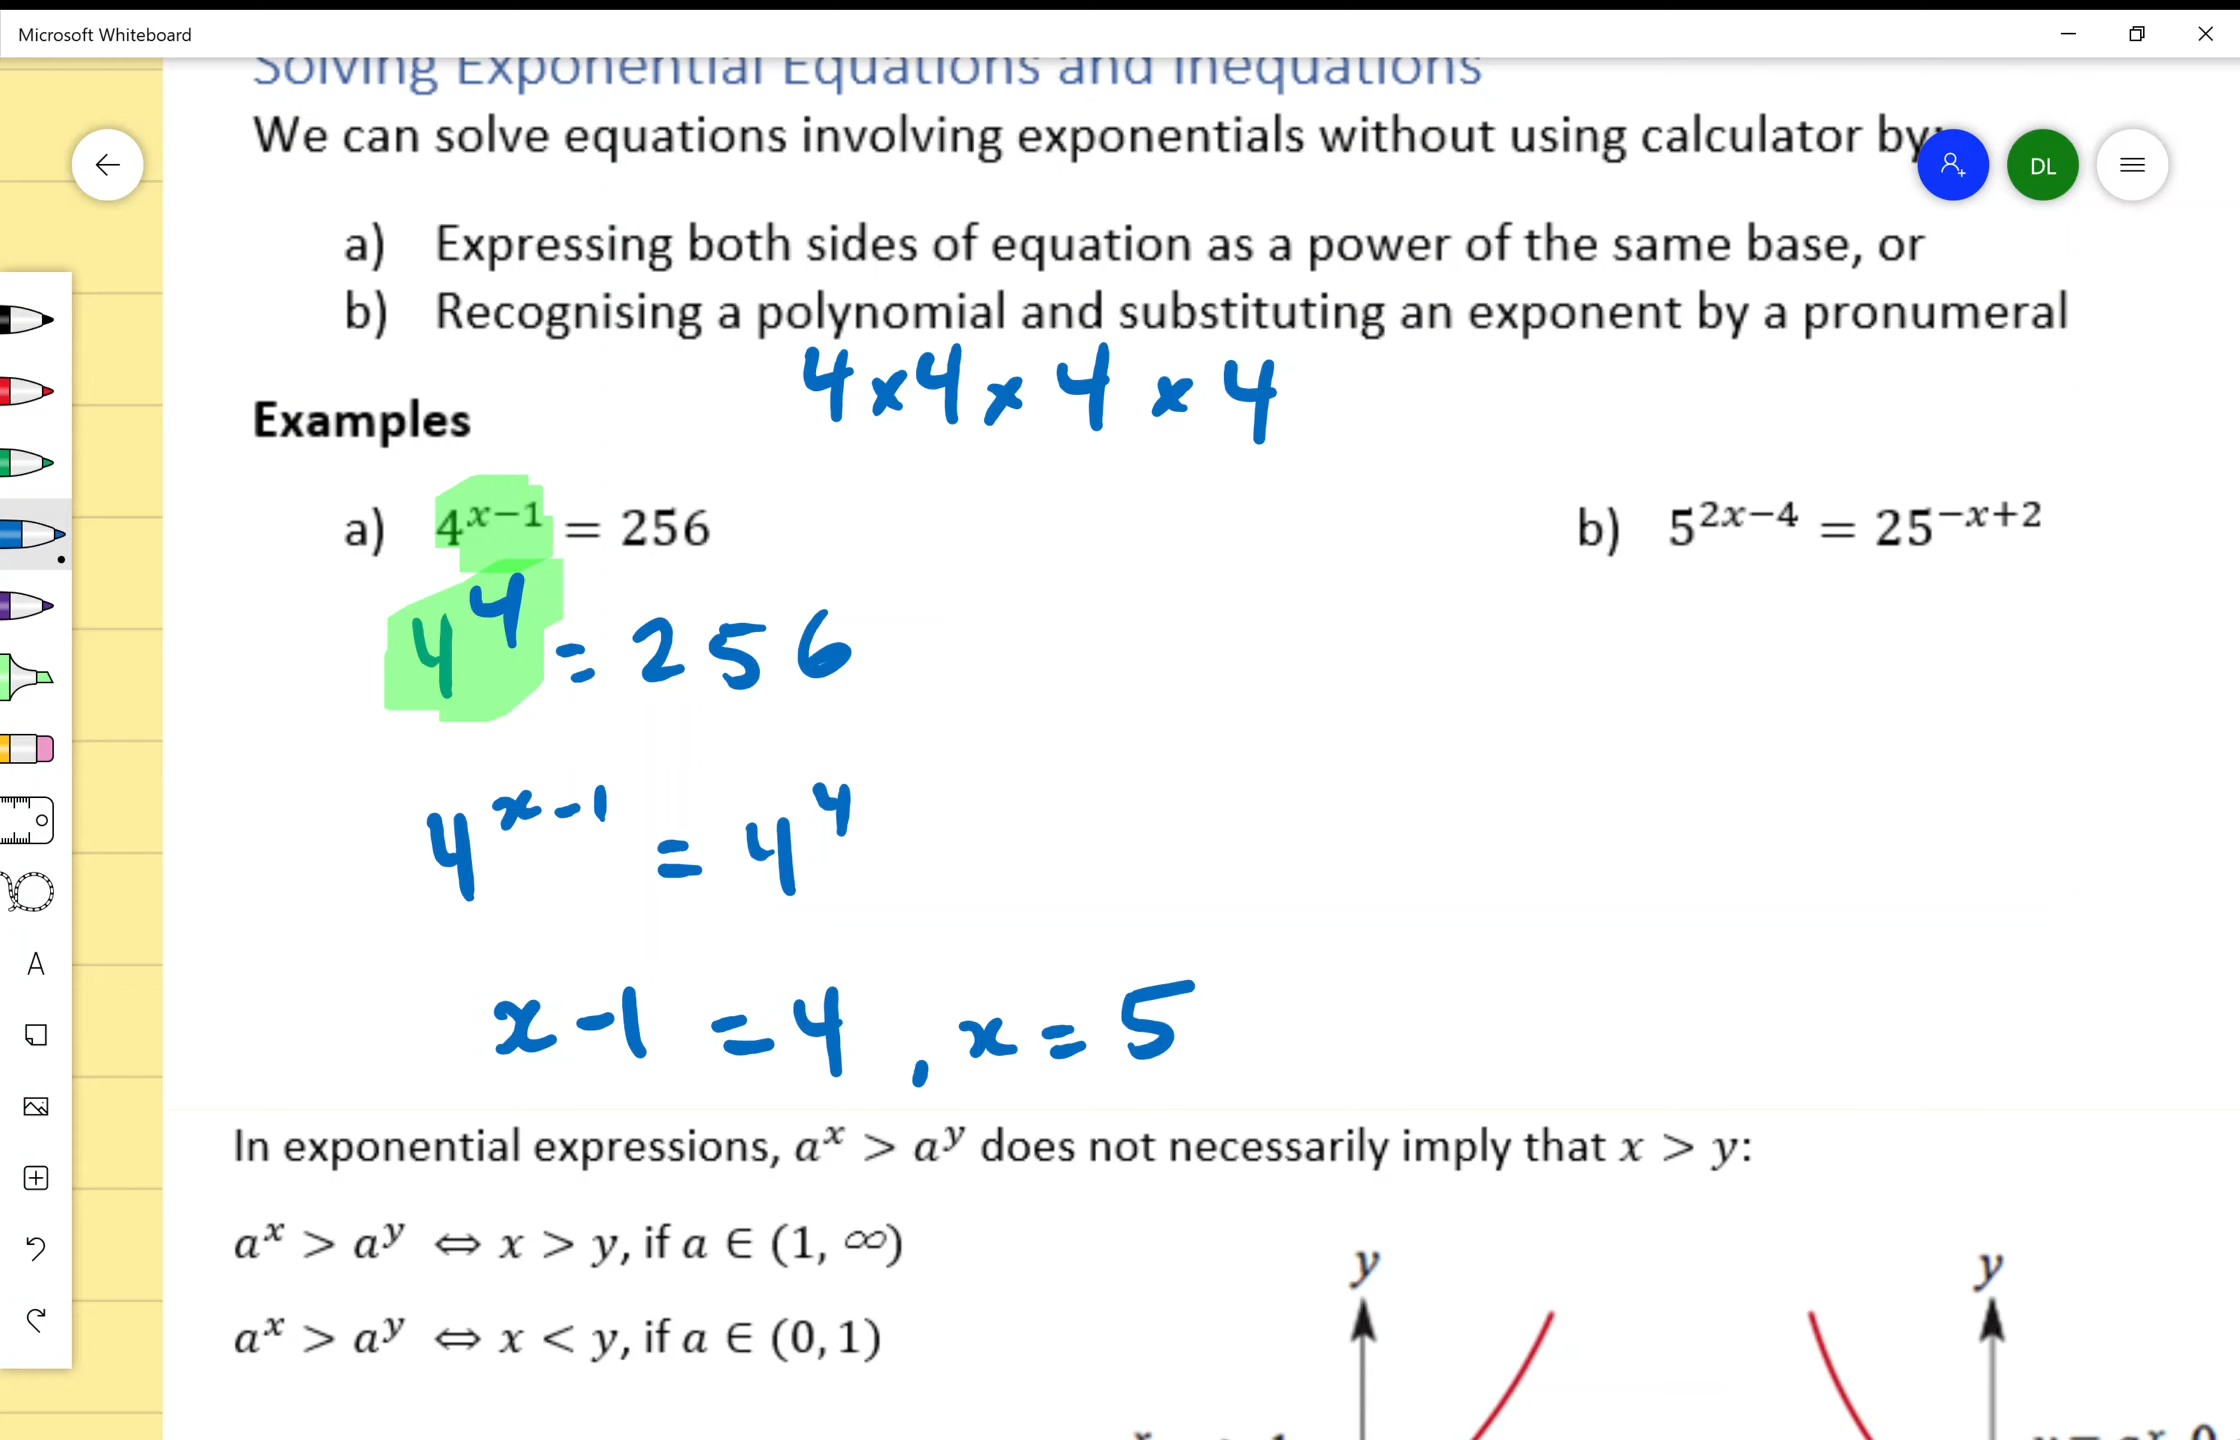 Microsoft Whiteboard
Solving Exponential Equations and Inequations
We can solve equations involving exponentials without using calculator by:
DL
a) Expressing both sides of equation as a power of the same base, or
b) Recognising a polynomial and substituting an exponent by a pronumeral
4 × 4 × 4 × 4
Examples
a) 4^{x−1} = 256
b) 5^{2x−4} = 25^{−x+2}
4^4 = 256
4^{x-1} = 4^4
x - 1 = 4, x = 5
In exponential expressions, a^x > a^y does not necessarily imply that x > y:
a^x > a^y ⇔ x > y, if a ∈ (1, ∞)
a^x > a^y ⇔ x < y, if a ∈ (0, 1)
y
y
A